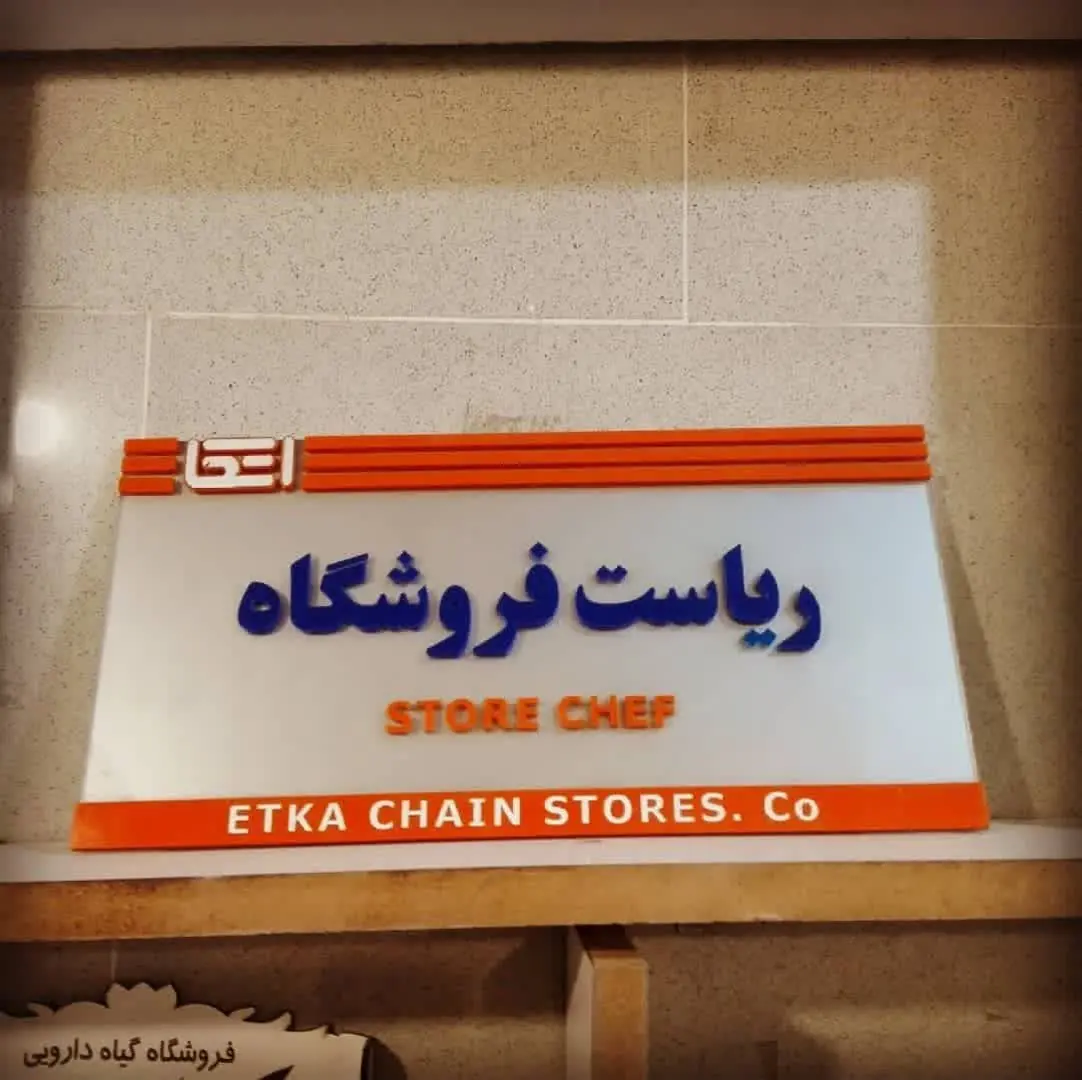 اتکا
ریاست فروشگاه
STORE CHEF
ETKA CHAIN STORES. Co
فروشگاه گیاه دارویی